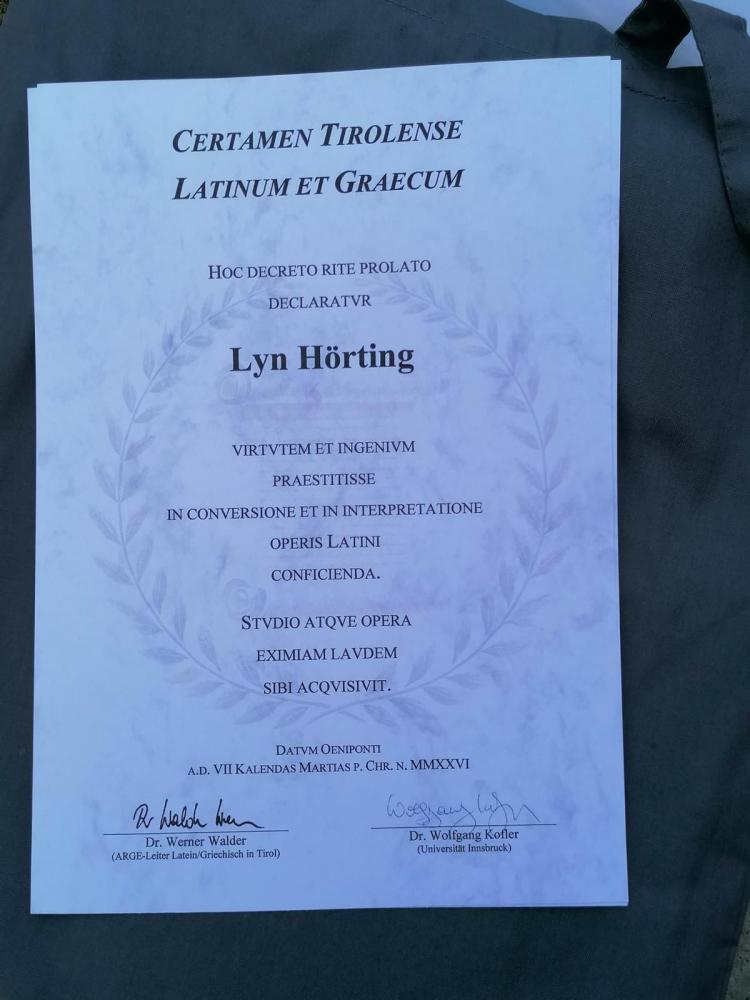 CERTAMEN TIROLENSE
LATINUM ET GRAECUM
HOC DECRETO RITE PROLATO
DECLARATVR
Lyn Hörting
VIRTVTEM ET INGENIVM
PRAESTITISSE
IN CONVERSIONE ET IN INTERPRETATIONE
OPERIS LATINI
CONFICIENDA.
STVDIO ATQVE OPERA
EXIMIAM LAVDEM
SIBI ACQVISIVIT.
DATVM OENIPONTI
A.D. VII KALENDAS MARTIAS P. CHR. N. MMXXVI
Dr. Werner Walder
(ARGE-Leiter Latein/Griechisch in Tirol)
Dr. Wolfgang Kofler
(Universität Innsbruck)